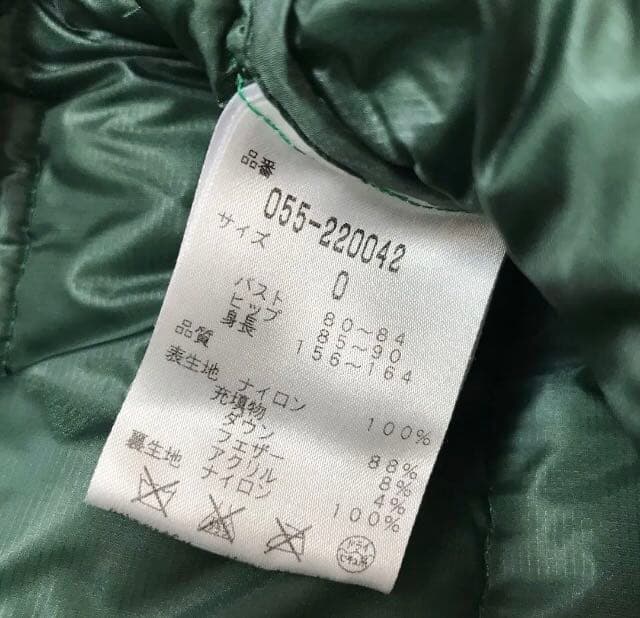 品番
055-220042
サイズ
0
バスト 80~84
ヒップ 85~90
身長 156~164
品質
表生地 ナイロン 100%
充填物
ダウン 88%
フェザー 8%
アクリル 4%
裏生地 ナイロン 100%
ドライ